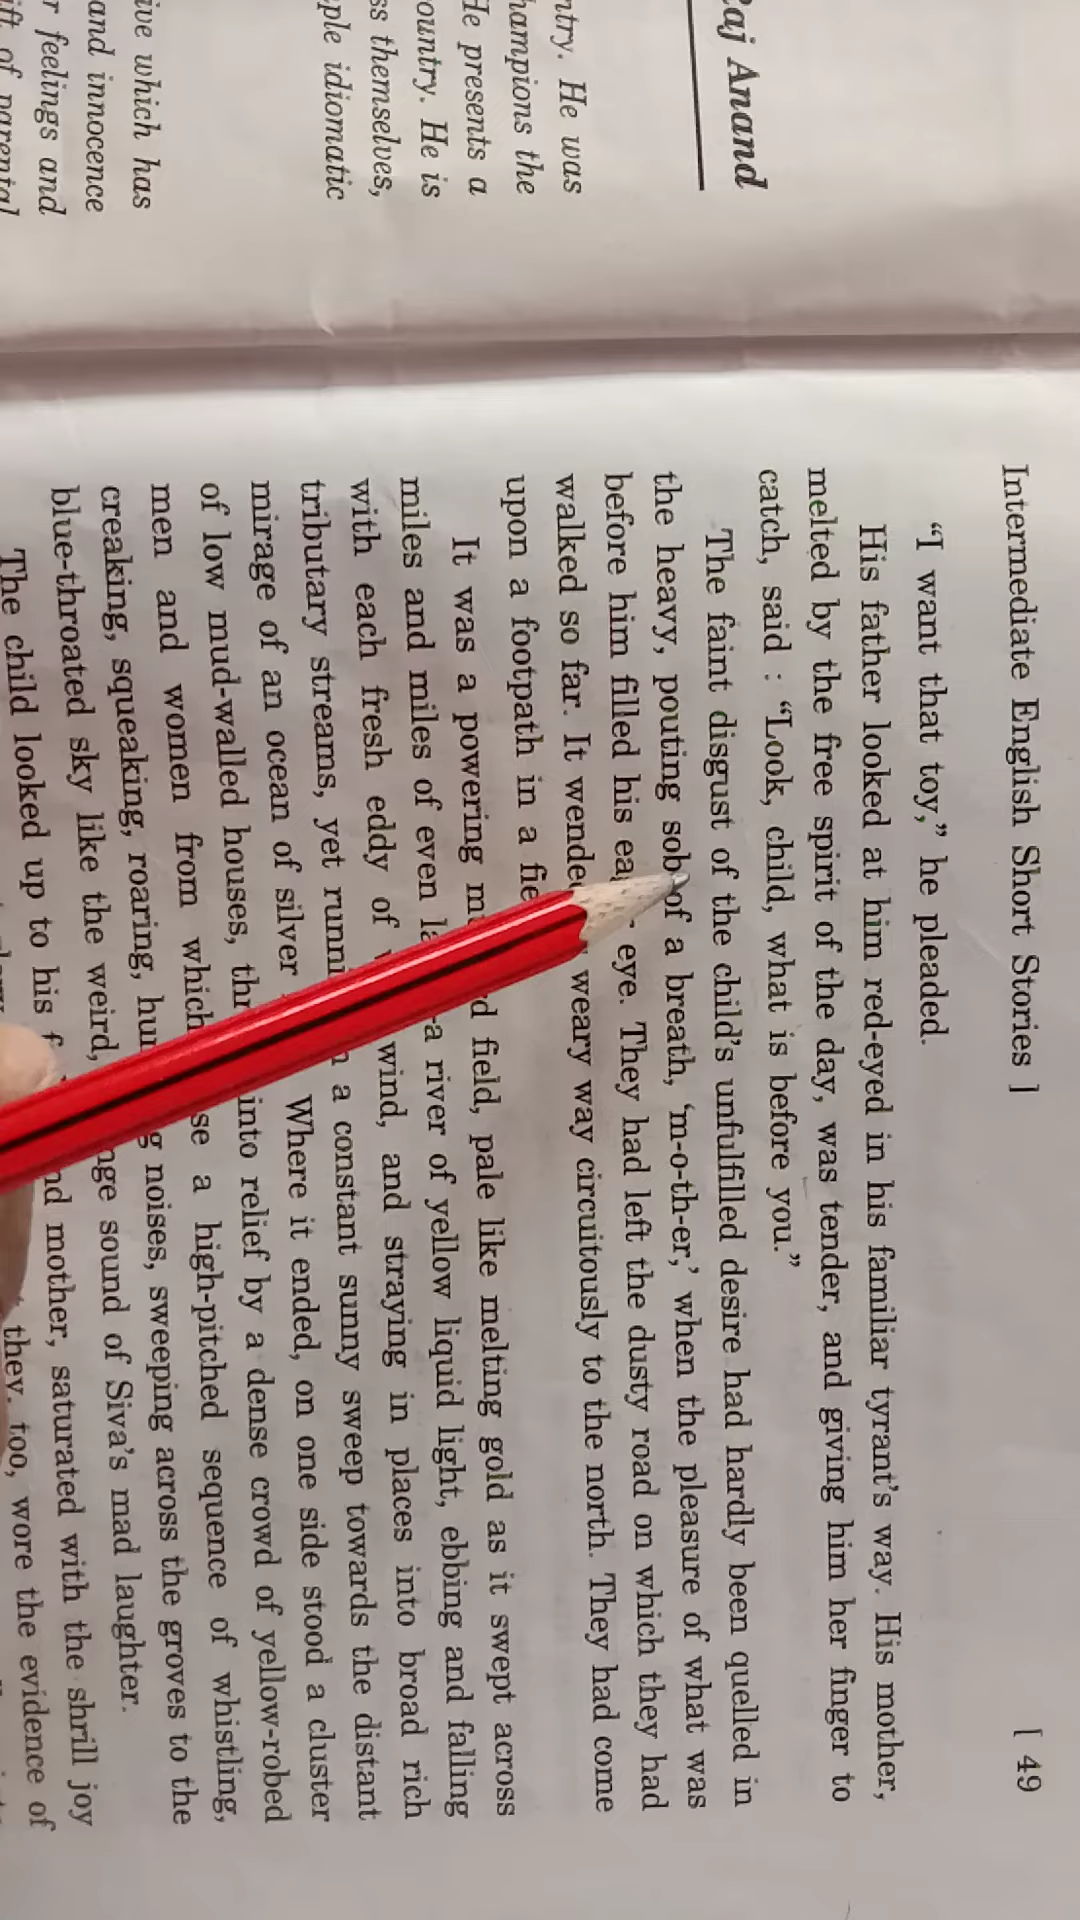 Raj Anand
ntry. He was
hampions the
He presents a
ountry. He is
ss themselves,
ple idiomatic
ive which has
and innocence
r feelings and
ift of parental
Intermediate English Short Stories ] [ 49
“I want that toy,” he pleaded.
His father looked at him red-eyed in his familiar tyrant’s way. His mother,
melted by the free spirit of the day, was tender, and giving him her finger to
catch, said : “Look, child, what is before you.”
The faint disgust of the child’s unfulfilled desire had hardly been quelled in
the heavy, pouting sob of a breath, ‘m-o-th-er,’ when the pleasure of what was
before him filled his eye. They had left the dusty road on which they had
walked so far. It weary way circuitously to the north. They had come
upon a footpath in a
It was a powering field, pale like melting gold as it swept across
miles and miles of even a river of yellow liquid light, ebbing and falling
with each fresh eddy of wind, and straying in places into broad rich
tributary streams, yet a constant sunny sweep towards the distant
mirage of an ocean of silver Where it ended, on one side stood a cluster
of low mud-walled houses, into relief by a dense crowd of yellow-robed
men and women from which a high-pitched sequence of whistling,
creaking, squeaking, roaring, noises, sweeping across the groves to the
blue-throated sky like the weird, sound of Siva’s mad laughter.
The child looked up to his mother, saturated with the shrill joy
they, too, wore the evidence of